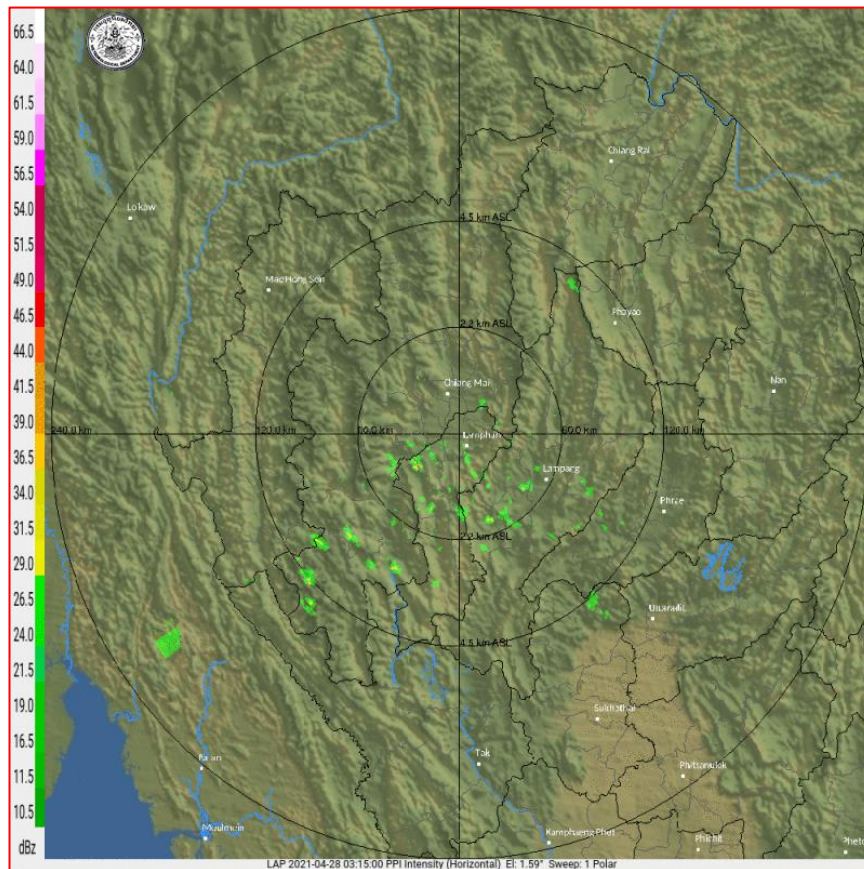 66.5
64.0
61.5
59.0
56.5
54.0
51.5
49.0
46.5
44.0
41.5
39.0
36.5
34.0
31.5
29.0
26.5
24.0
21.5
19.0
16.5
11.5
10.5
dBz
Chiang Rai
Loikaw
4.5 km ASL
Mae Hong Son
Phayao
2.2 km ASL
Chiang Mai
Nan
240.0 km
120.0 km
60.0 km
60.0 km
120.0 km
Lamphun
Lampang
Phrae
2.2 km ASL
Uttaradit
4.5 km ASL
Sukhothai
Tak
Pa'an
Phitsanulok
Moulmein
Kamphaeng Phet
Phichit
LAP 2021-04-28 03:15:00 PPI Intensity (Horizontal) El: 1.59° Sweep: 1 Polar